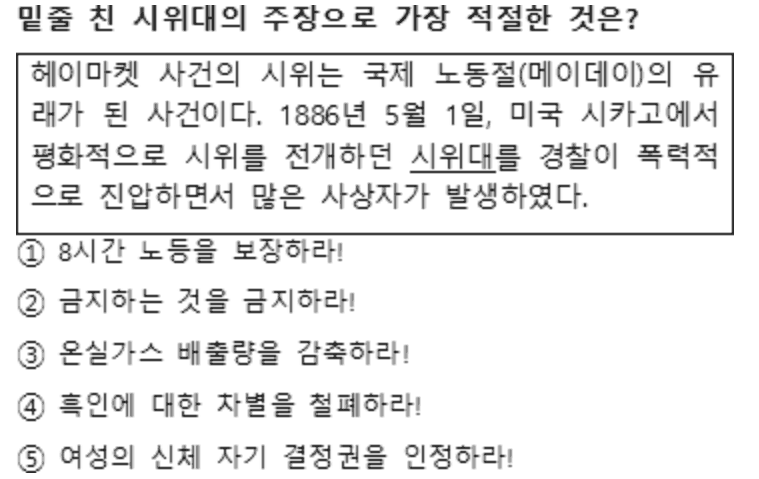 밑줄 친 시위대의 주장으로 가장 적절한 것은?
헤이마켓 사건의 시위는 국제 노동절(메이데이)의 유
래가 된 사건이다. 1886년 5월 1일, 미국 시카고에서
평화적으로 시위를 전개하던 시위대를 경찰이 폭력적
으로 진압하면서 많은 사상자가 발생하였다.
① 8시간 노등을 보장하라!
② 금지하는 것을 금지하라!
③ 온실가스 배출량을 감축하라!
④ 흑인에 대한 차별을 철폐하라!
⑤ 여성의 신체 자기 결정권을 인정하라!